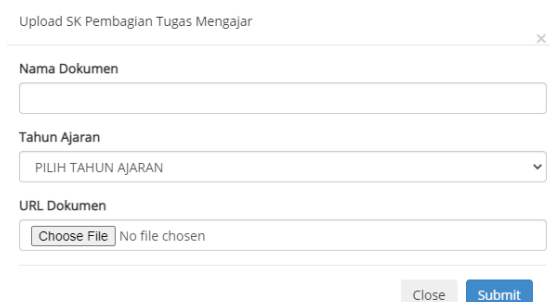 Upload SK Pembagian Tugas Mengajar
×
Nama Dokumen
Tahun Ajaran
PILIH TAHUN AJARAN
URL Dokumen
Choose File No file chosen
Close Submit